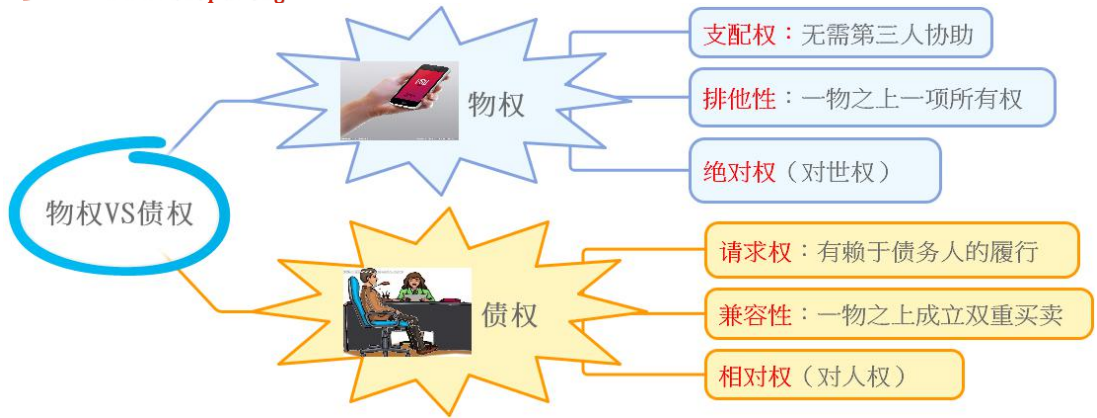 物权VS债权
物权
支配权：无需第三人协助
排他性：一物之上一项所有权
绝对权（对世权）
债权
请求权：有赖于债务人的履行
兼容性：一物之上成立双重买卖
相对权（对人权）